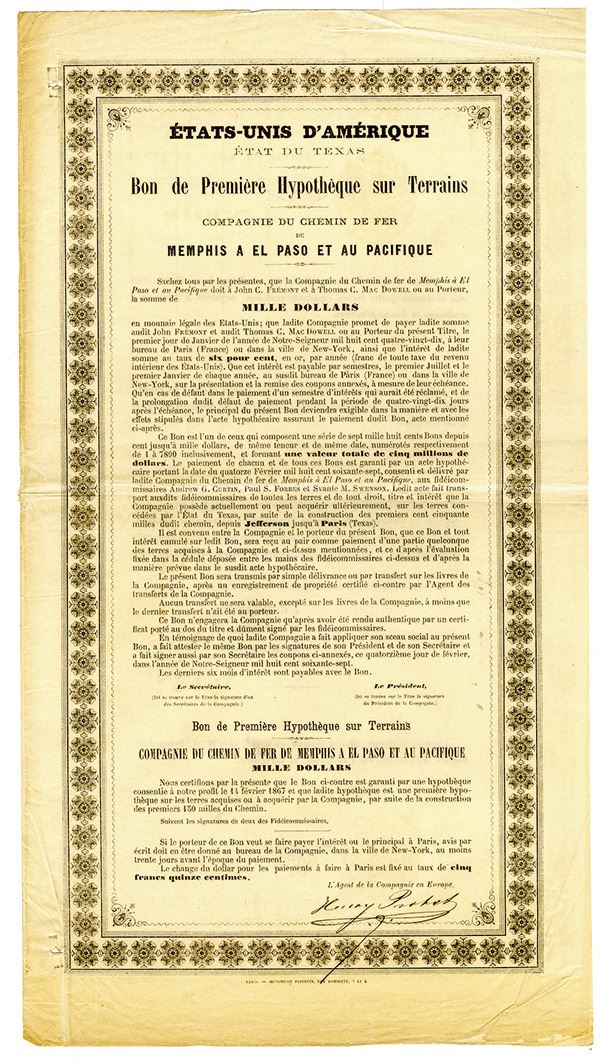 ÉTATS-UNIS D'AMÉRIQUE
ÉTAT DU TEXAS
Bon de Première Hypothèque sur Terrains
COMPAGNIE DU CHEMIN DE FER
DE
MEMPHIS A EL PASO ET AU PACIFIQUE
Sachez tous par les présentes, que la Compagnie du Chemin de fer de Memphis à El
Paso et au Pacifique doit à John C. FRÉMONT et à Thomas C. MAC DOWELL ou au Porteur,
la somme de
MILLE DOLLARS
en monnaie légale des Etats-Unis; que ladite Compagnie promet de payer ladite somme
audit John FRÉMONT et audit Thomas C. MAC DOWELL ou au Porteur du présent Titre, le
premier jour de Janvier de l'année de Notre-Seigneur mil huit cent quatre-vingt-dix, à leur
bureau de Paris (France) ou dans la ville de New-York, ainsi que l'intérêt de ladite
somme au taux de six pour cent, en or, par année (franc de toute taxe du revenu
intérieur des Etats-Unis). Que cet intérêt est payable par semestres, le premier Juillet et le
premier Janvier de chaque année, au susdit bureau de Pâris (France) ou dans la ville de
New-York, sur la présentation et la remise des coupons annexés, à mesure de leur échéance.
Qu'en cas de défaut dans le paiement d'un semestre d'intérêts qui aurait été réclamé, et de
la prolongation dudit défaut de paiement pendant la période de quatre-vingt-dix jours
après l'échéance, le principal du présent Bon deviendra exigible dans la manière et avec les
effets stipulés dans l'acte hypothécaire assurant le paiement dudit Bon, acte mentionné
ci-après.
Ce Bon est l'un de ceux qui composent une série de sept mille huit cents Bons depuis
cent jusqu'à mille dollars, de même teneur et de même date, numérotés respectivement
de 1 à 7800 inclusivement, et formant une valeur totale de cinq millions de
dollars. Le paiement de chacun et de tous ces Bons est garanti par un acte hypothé-
caire portant la date du quatorze Février mil huit cent soixante-sept, consenti et délivré par
ladite Compagnie du Chemin de fer de Memphis à El Paso et au Pacifique, aux fidéicom-
missaires Andrew G. CURTIN, Paul S. FORBES et Svante M. SWENSON. Ledit acte fait trans-
port audits fidéicommissaires de toutes les terres et de tout droit, titre et intérêt que la
Compagnie possède actuellement ou peut acquérir ultérieurement, sur les terres con-
cédées par l'État du Texas, par suite de la construction des premiers cent cinquante
milles dudit chemin, depuis Jefferson jusqu'à Paris (Texas).
Il est convenu entre la Compagnie et le porteur du présent Bon, que ce Bon et tout
intérêt cumulé sur ledit Bon, sera reçu au pair comme paiement d'une partie quelconque
des terres acquises à la Compagnie et ci-dessus mentionnées, et ce d'après l'évaluation
fixée dans la cédule déposée entre les mains des fidéicommissaires ci-dessus et d'après la
manière prévue dans le susdit acte hypothécaire.
Le présent Bon sera transmis par simple délivrance ou par transfert sur les livres de
la Compagnie, après un enregistrement de propriété certifié ci-contre par l'Agent des
transferts de la Compagnie.
Aucun transfert ne sera valable, excepté sur les livres de la Compagnie, à moins que
le dernier transfert n'ait été au porteur.
Ce Bon n'engagera la Compagnie qu'après avoir été rendu authentique par un certi-
ficat porté au dos du titre et dûment signé par les fidéicommissaires.
En témoignage de quoi ladite Compagnie a fait appliquer son sceau social au présent
Bon, a fait attester le même Bon par les signatures de son Président et de son Secrétaire et
a fait signer aussi par son Secrétaire les coupons ci-annexés, ce quatorzième jour de février,
dans l'année de Notre-Seigneur mil huit cent soixante-sept.
Les derniers six mois d'intérêt sont payables avec le Bon.
Le Secrétaire, Le Président,
(Ici se trouve sur le Titre la signature d'un (Ici se trouve sur le Titre la signature
des Secrétaires de la Compagnie.) du Président de la Compagnie.)
Bon de Première Hypothèque sur Terrains
COMPAGNIE DU CHEMIN DE FER DE MEMPHIS A EL PASO ET AU PACIFIQUE
MILLE DOLLARS
Nous certifions par la présente que le Bon ci-contre est garanti par une hypothèque
consentie à notre profit le 14 février 1867 et que ladite hypothèque est une première hypo-
thèque sur les terres acquises ou à acquérir par la Compagnie, par suite de la construction
des premiers 150 milles du Chemin.
Suivent les signatures de deux des Fidéicommissaires,
Si le porteur de ce Bon veut se faire payer l'intérêt ou le principal à Paris, avis par
écrit doit en être donné au bureau de la Compagnie, dans la ville de New-York, au moins
trente jours avant l'époque du paiement.
Le change du dollar pour les paiements à faire à Paris est fixé au taux de cinq
francs quinze centimes.
L'Agent de la Compagnie en Europe,
Henry Probst
PARIS. — IMPRIMERIE POITEVIN, RUE DAMIETTE, 2 ET 4.